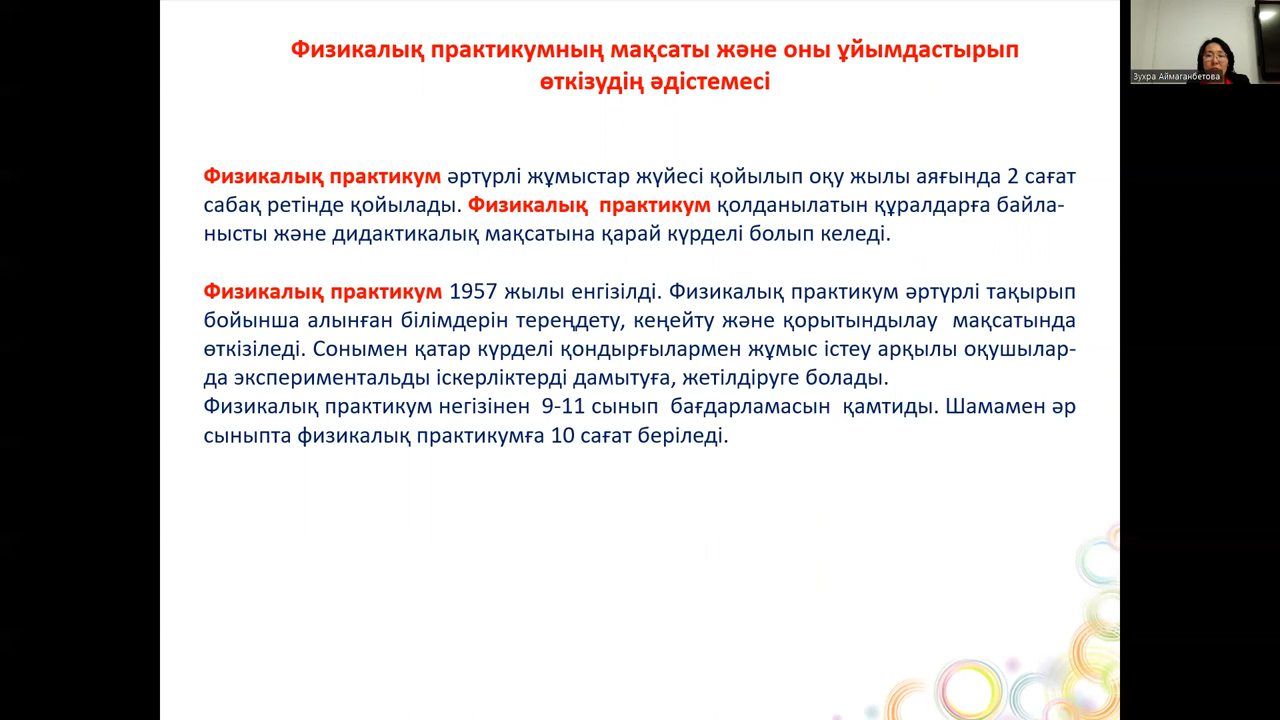 Физикалық практикумның мақсаты және оны ұйымдастырып
өткізудің әдістемесі
Зухра Аймаганбетова
Физикалық практикум әртүрлі жұмыстар жүйесі қойылып оқу жылы аяғында 2 сағат
сабақ ретінде қойылады. Физикалық  практикум қолданылатын құралдарға байла-
нысты және дидактикалық мақсатына қарай күрделі болып келеді.
Физикалық практикум 1957 жылы енгізілді. Физикалық практикум әртүрлі тақырып
бойынша алынған білімдерін тереңдету, кеңейту және қорытындылау  мақсатында
өткізіледі. Сонымен қатар күрделі қондырғылармен жұмыс істеу арқылы оқушылар-
да экспериментальды іскерліктерді дамытуға, жетілдіруге болады.
Физикалық практикум негізінен  9-11 сынып  бағдарламасын  қамтиды. Шамамен әр
сыныпта физикалық практикумға 10 сағат беріледі.